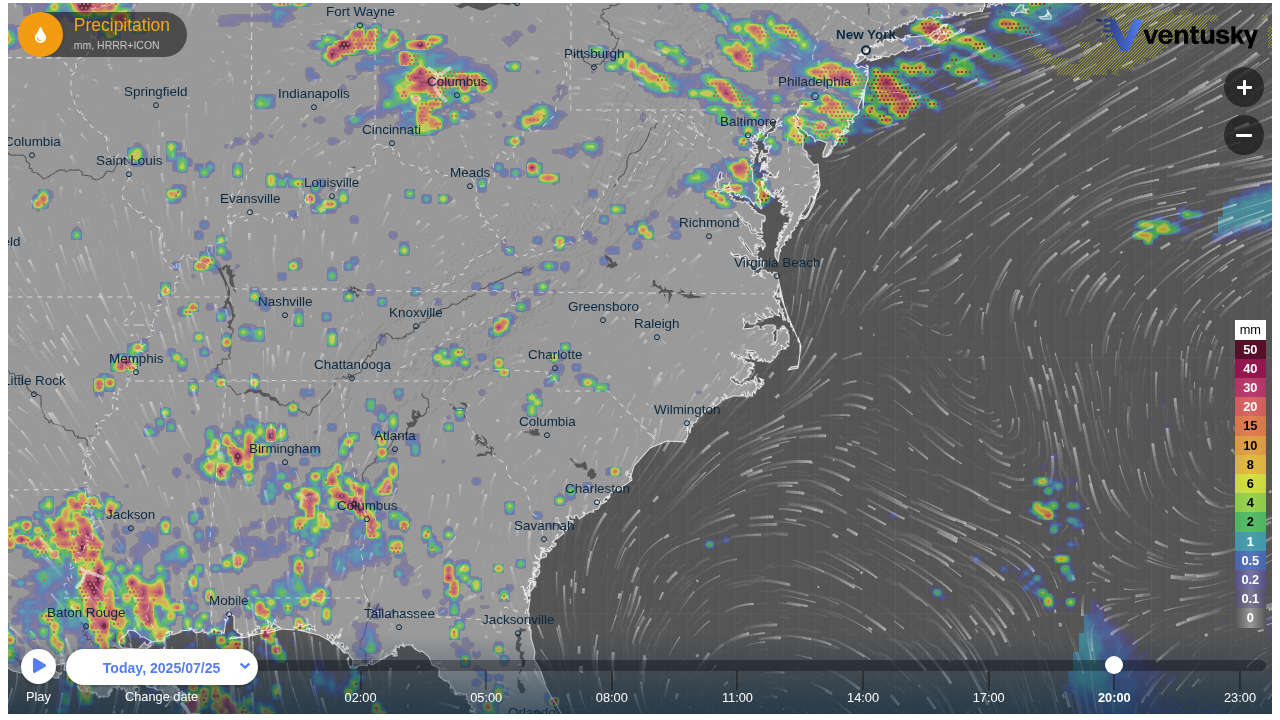 Precipitation
mm, HRRR+ICON
Fort Wayne
Pittsburgh
New York
ventusky
Springfield
Indianapolis
Columbus
Philadelphia
+
Columbia
Cincinnati
Baltimore
−
Saint Louis
Louisville
Meads
Evansville
Richmond
eld
Virginia Beach
Nashville
Knoxville
Greensboro
Raleigh
Memphis
Chattanooga
Charlotte
Little Rock
Columbia
Wilmington
Birmingham
Atlanta
Jackson
Columbus
Charleston
Savannah
Baton Rouge
Mobile
Tallahassee
Jacksonville
Orlando
mm
50
40
30
20
15
10
8
6
4
2
1
0.5
0.2
0.1
0
Today, 2025/07/25
Play
Change date
02:00
05:00
08:00
11:00
14:00
17:00
20:00
23:00